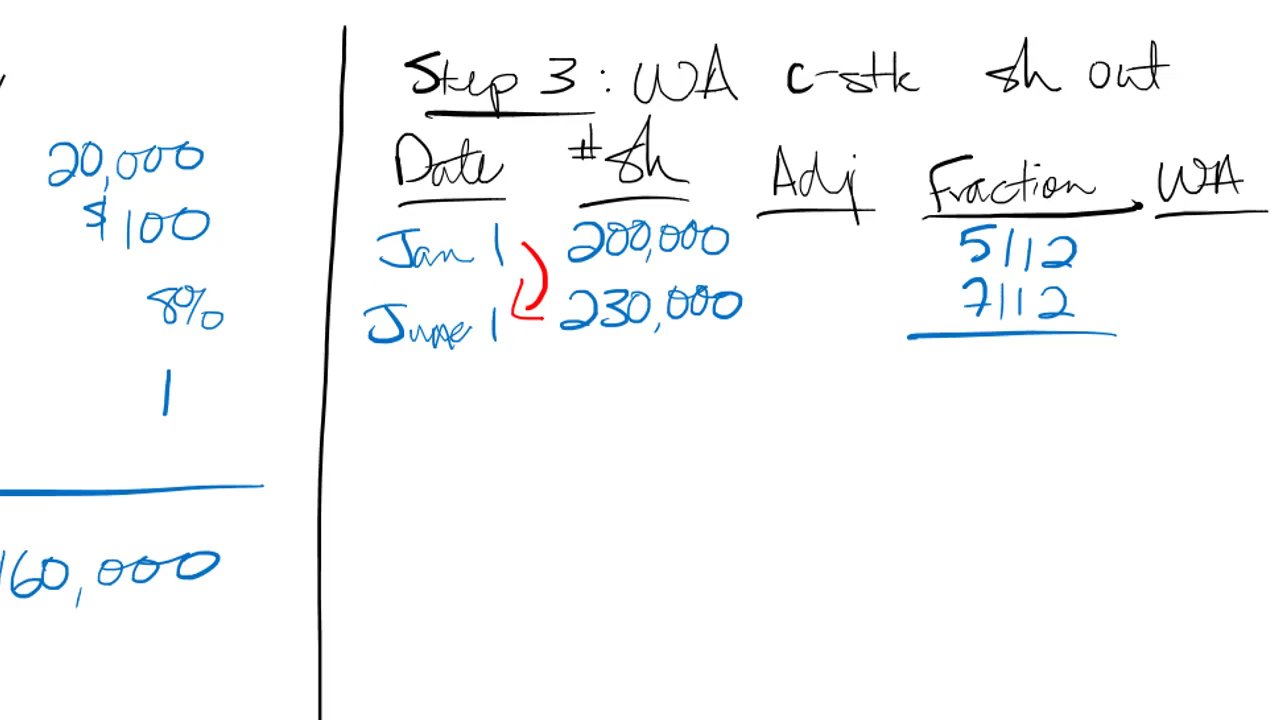 20,000
$100
8%
1
160,000
Step 3: WA c-stk sh out
Date # sh Adj Fraction WA
Jan 1 200,000 5/12
June 1 230,000 7/12